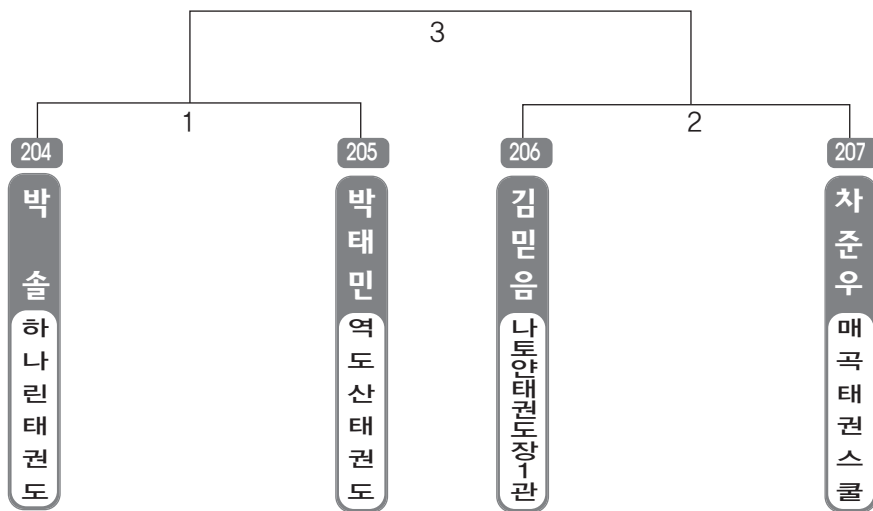 3
1
2
204
박 솔
하나린태권도
205
박태민
역도산태권도
206
김믿음
나토얀태권도장1관
207
차준우
매곡태권스쿨